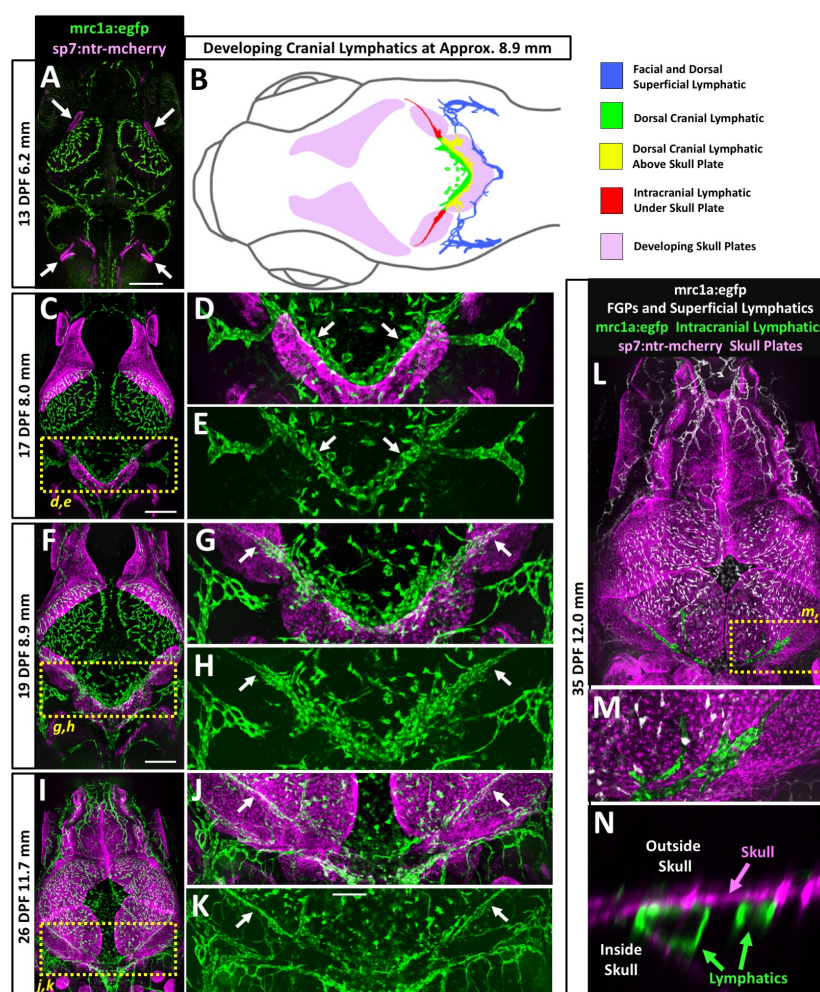 mrc1a:egfp
sp7:ntr-mcherry
Developing Cranial Lymphatics at Approx. 8.9 mm
13 DPF 6.2 mm
A
B
Facial and Dorsal
Superficial Lymphatic
Dorsal Cranial Lymphatic
Dorsal Cranial Lymphatic
Above Skull Plate
Intracranial Lymphatic
Under Skull Plate
Developing Skull Plates
17 DPF 8.0 mm
C
d,e
D
E
19 DPF 8.9 mm
F
g,h
G
H
26 DPF 11.7 mm
I
j,k
J
K
35 DPF 12.0 mm
mrc1a:egfp
FGPs and Superficial Lymphatics
mrc1a:egfp Intracranial Lymphatics
sp7:ntr-mcherry Skull Plates
L
m,
M
N
Outside
Skull
Skull
Inside
Skull
Lymphatics